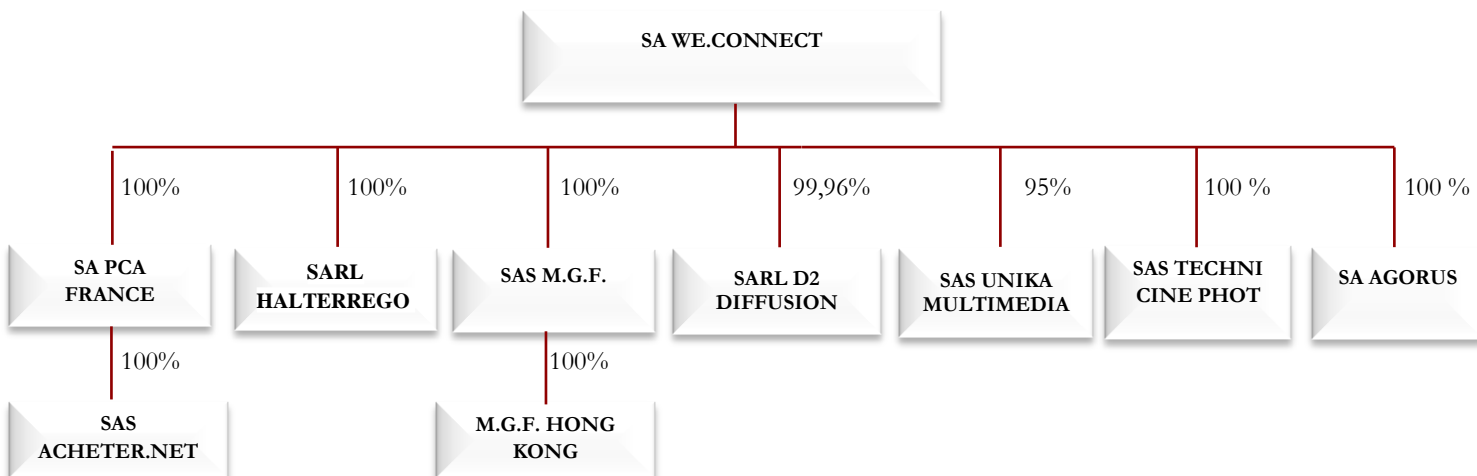 SA WE.CONNECT
100%
100%
100%
99,96%
95%
100 %
100 %
SA PCA
FRANCE
SARL
HALTERREGO
SAS M.G.F.
SARL D2
DIFFUSION
SAS UNIKA
MULTIMEDIA
SAS TECHNI
CINE PHOT
SA AGORUS
100%
100%
SAS
ACHETER.NET
M.G.F. HONG
KONG